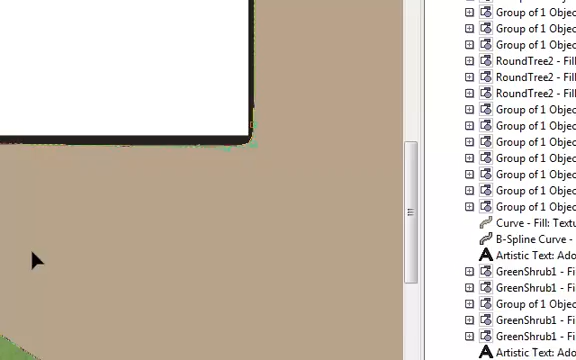 Group of 1 Objec
Group of 1 Objec
Group of 1 Objec
RoundTree2 - Fill
RoundTree2 - Fill
RoundTree2 - Fill
Group of 1 Objec
Group of 1 Objec
Group of 1 Objec
Group of 1 Objec
Group of 1 Objec
Group of 1 Objec
Group of 1 Objec
Curve - Fill: Textu
B-Spline Curve -
Artistic Text: Ado
GreenShrub1 - Fi
GreenShrub1 - Fi
Group of 1 Objec
GreenShrub1 - Fi
GreenShrub1 - Fi
Artistic Text: Ado